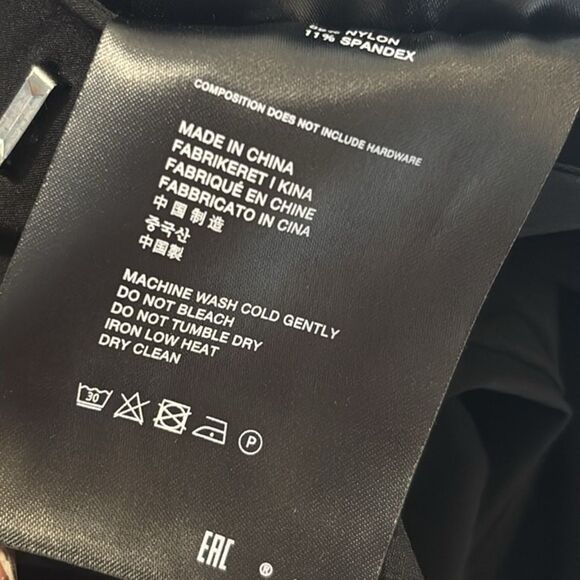 NYLON
11% SPANDEX
COMPOSITION DOES NOT INCLUDE HARDWARE
MADE IN CHINA
FABRIKERET I KINA
FABRIQUÉ EN CHINE
FABBRICATO IN CINA
中国制造
중국산
中国製
MACHINE WASH COLD GENTLY
DO NOT BLEACH
DO NOT TUMBLE DRY
IRON LOW HEAT
DRY CLEAN
30 P
EAC ®